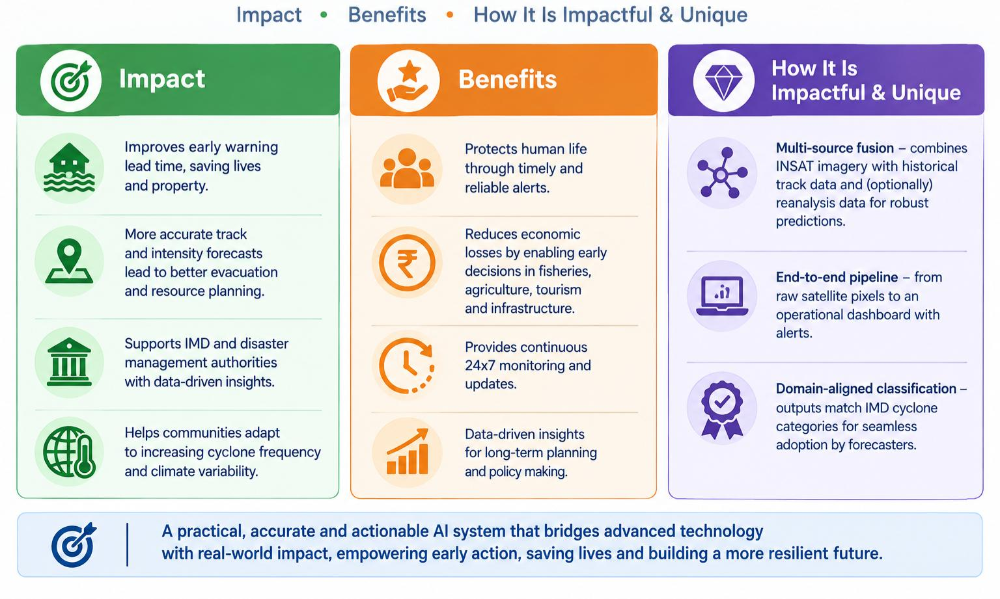 Impact • Benefits • How It Is Impactful & Unique
Impact
Improves early warning
lead time, saving lives
and property.
More accurate track
and intensity forecasts
lead to better evacuation
and resource planning.
Supports IMD and disaster
management authorities
with data-driven insights.
Helps communities adapt
to increasing cyclone frequency
and climate variability.
Benefits
Protects human life
through timely and
reliable alerts.
₹
Reduces economic
losses by enabling early
decisions in fisheries,
agriculture, tourism
and infrastructure.
Provides continuous
24x7 monitoring and
updates.
Data-driven insights
for long-term planning
and policy making.
How It Is
Impactful & Unique
Multi-source fusion – combines
INSAT imagery with historical
track data and (optionally)
reanalysis data for robust
predictions.
End-to-end pipeline – from
raw satellite pixels to an
operational dashboard with
alerts.
Domain-aligned classification –
outputs match IMD cyclone
categories for seamless
adoption by forecasters.
A practical, accurate and actionable AI system that bridges advanced technology
with real-world impact, empowering early action, saving lives and building a more resilient future.